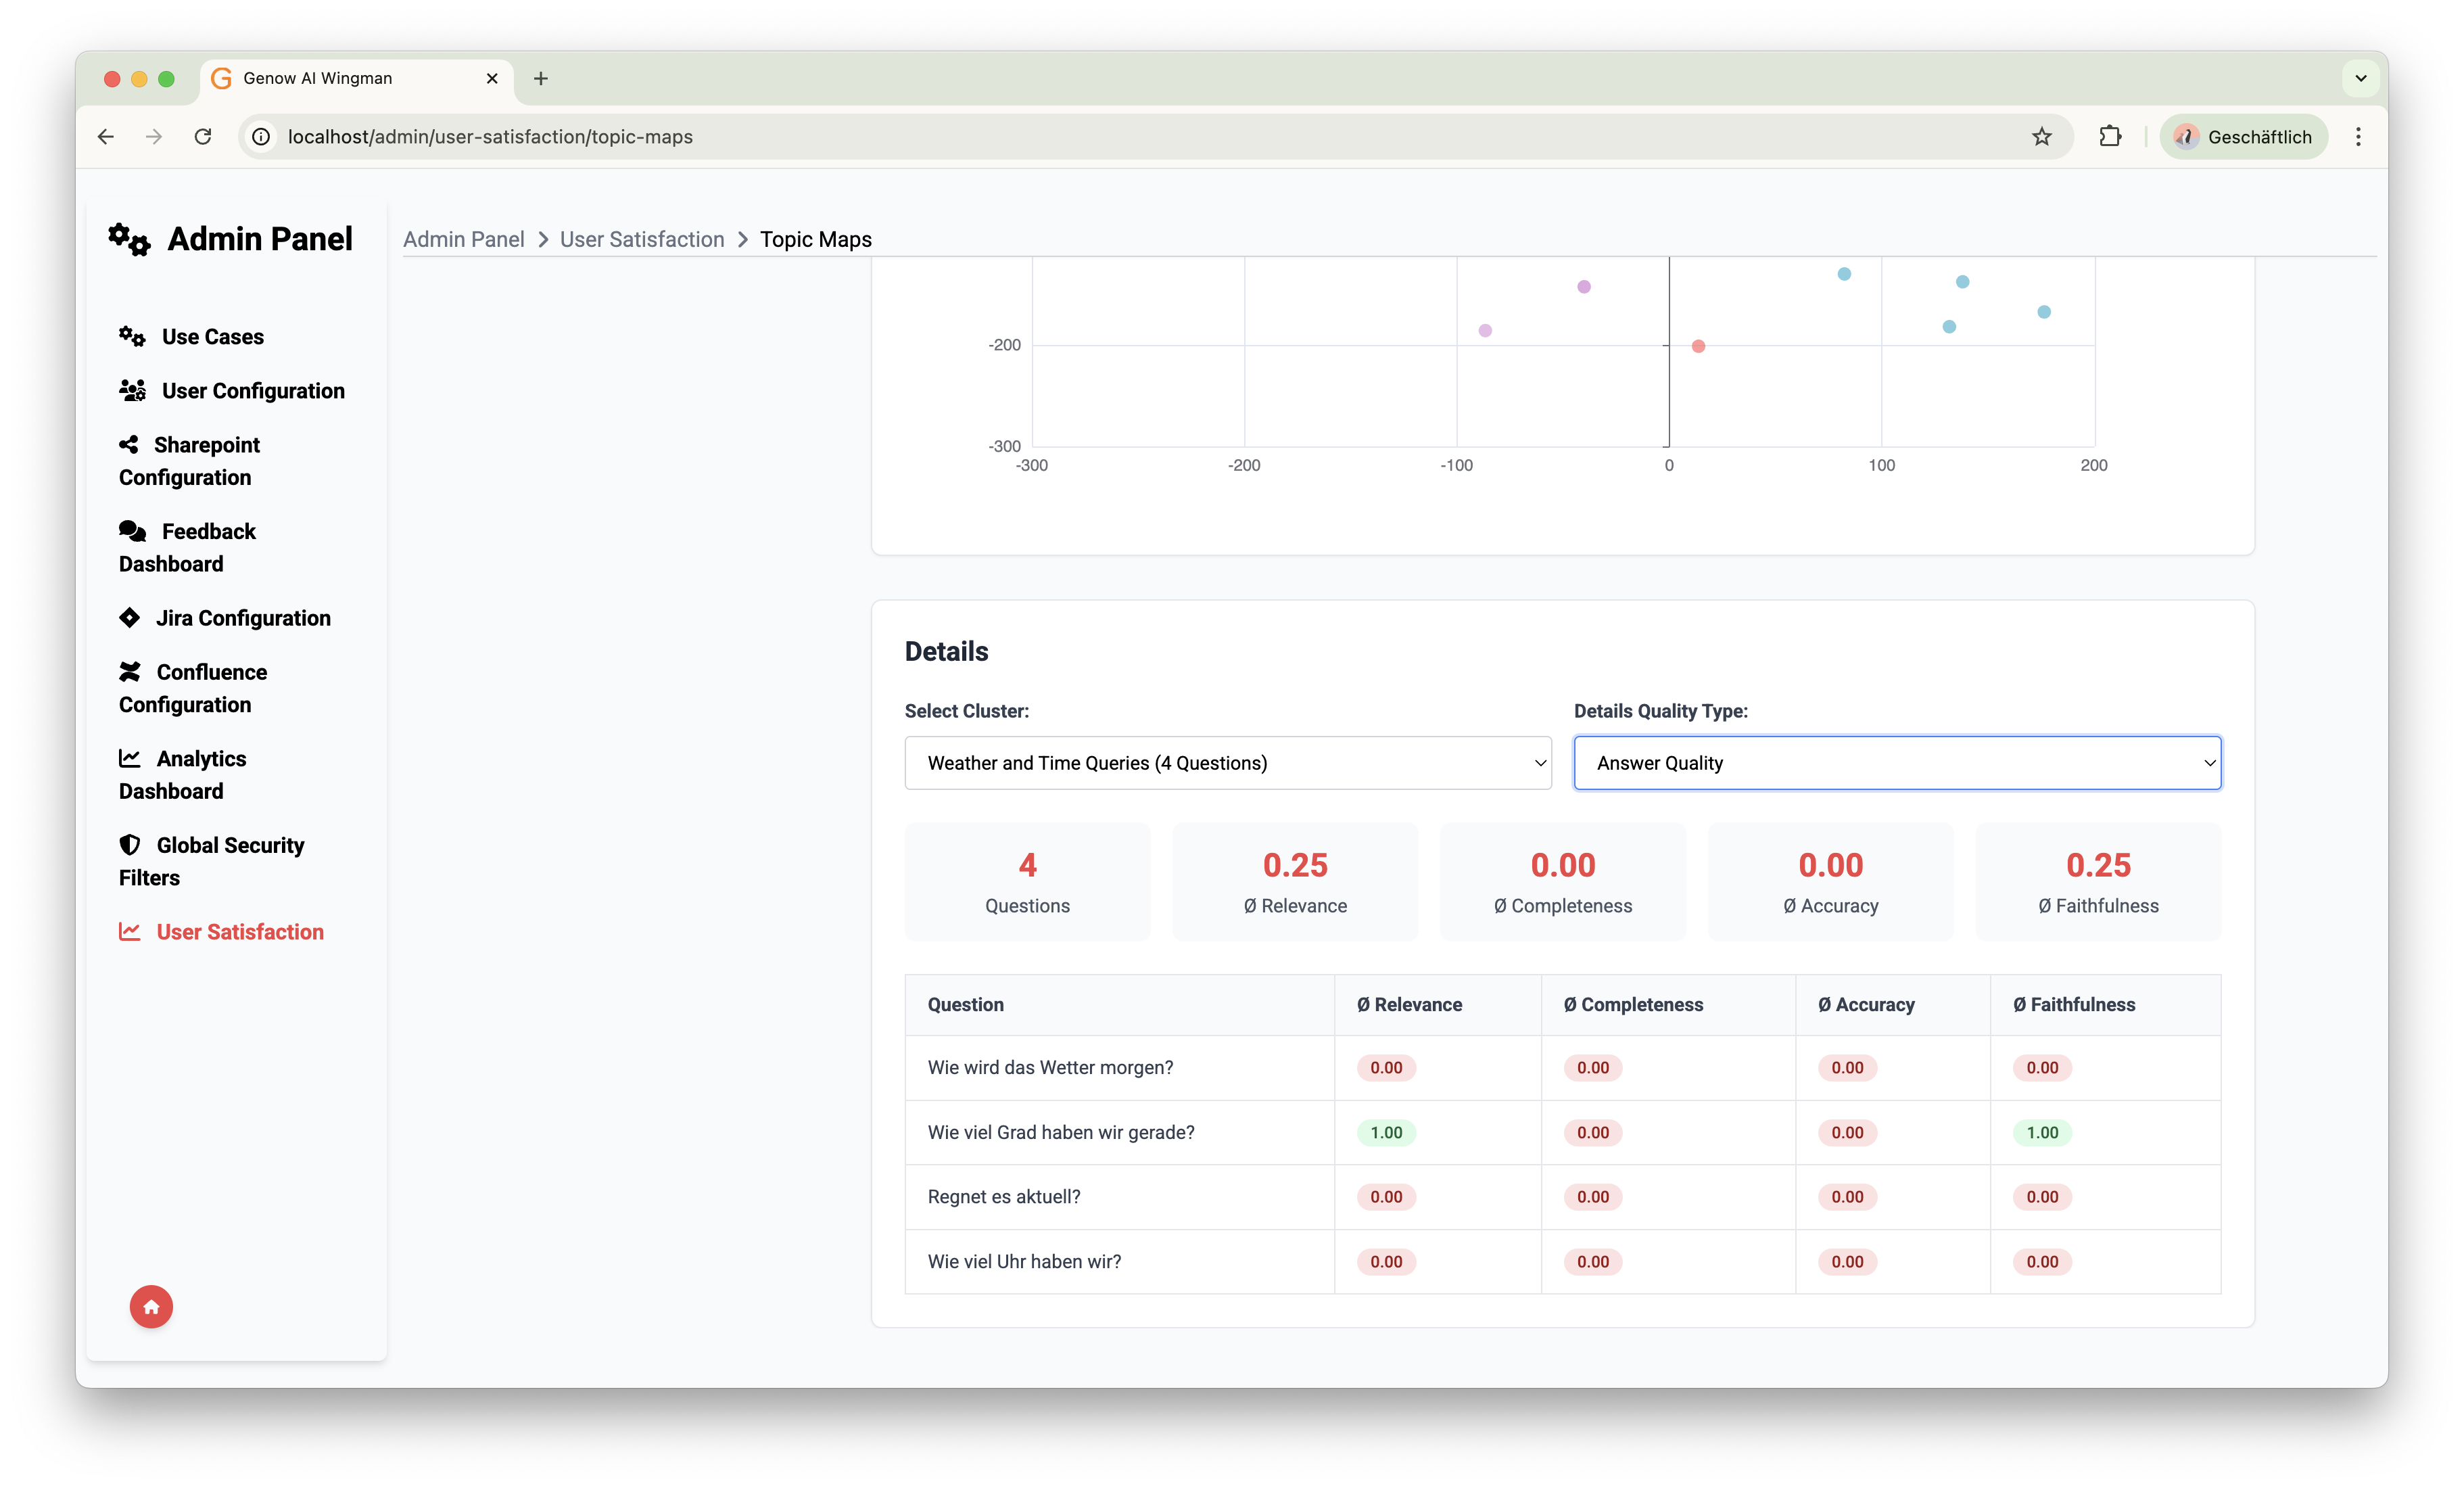 Genow AI Wingman
localhost/admin/user-satisfaction/topic-maps
Geschäftlich
Admin Panel
Use Cases
User Configuration
Sharepoint
Configuration
Feedback
Dashboard
Jira Configuration
Confluence
Configuration
Analytics
Dashboard
Global Security
Filters
User Satisfaction
Admin Panel > User Satisfaction > Topic Maps
-200
-300
-300 -200 -100 0 100 200
Details
Select Cluster: Details Quality Type:
Weather and Time Queries (4 Questions) Answer Quality
4 0.25 0.00 0.00 0.25
Questions Ø Relevance Ø Completeness Ø Accuracy Ø Faithfulness
Question Ø Relevance Ø Completeness Ø Accuracy Ø Faithfulness
Wie wird das Wetter morgen? 0.00 0.00 0.00 0.00
Wie viel Grad haben wir gerade? 1.00 0.00 0.00 1.00
Regnet es aktuell? 0.00 0.00 0.00 0.00
Wie viel Uhr haben wir? 0.00 0.00 0.00 0.00